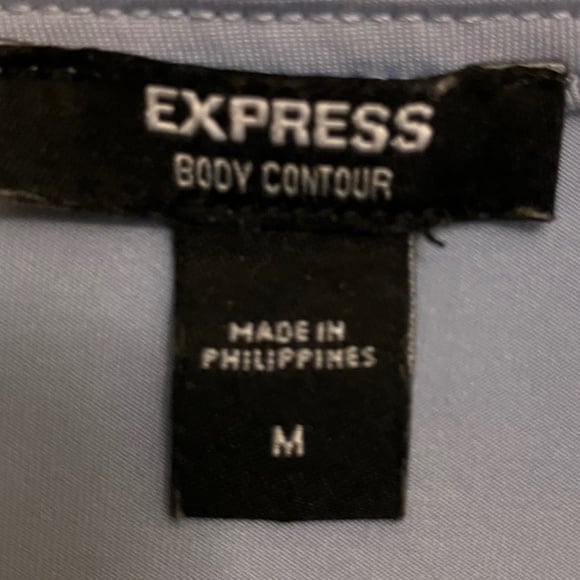 EXPRESS
BODY CONTOUR
MADE IN
PHILIPPINES
M